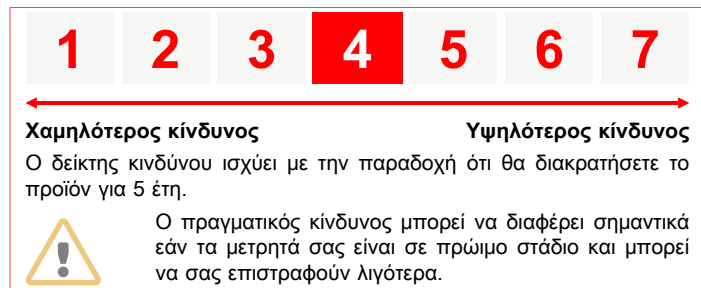 1 2 3 4 5 6 7
Χαμηλότερος κίνδυνος Υψηλότερος κίνδυνος
Ο δείκτης κινδύνου ισχύει με την παραδοχή ότι θα διακρατήσετε το
προϊόν για 5 έτη.
Ο πραγματικός κίνδυνος μπορεί να διαφέρει σημαντικά
εάν τα μετρητά σας είναι σε πρώιμο στάδιο και μπορεί
να σας επιστραφούν λιγότερα.